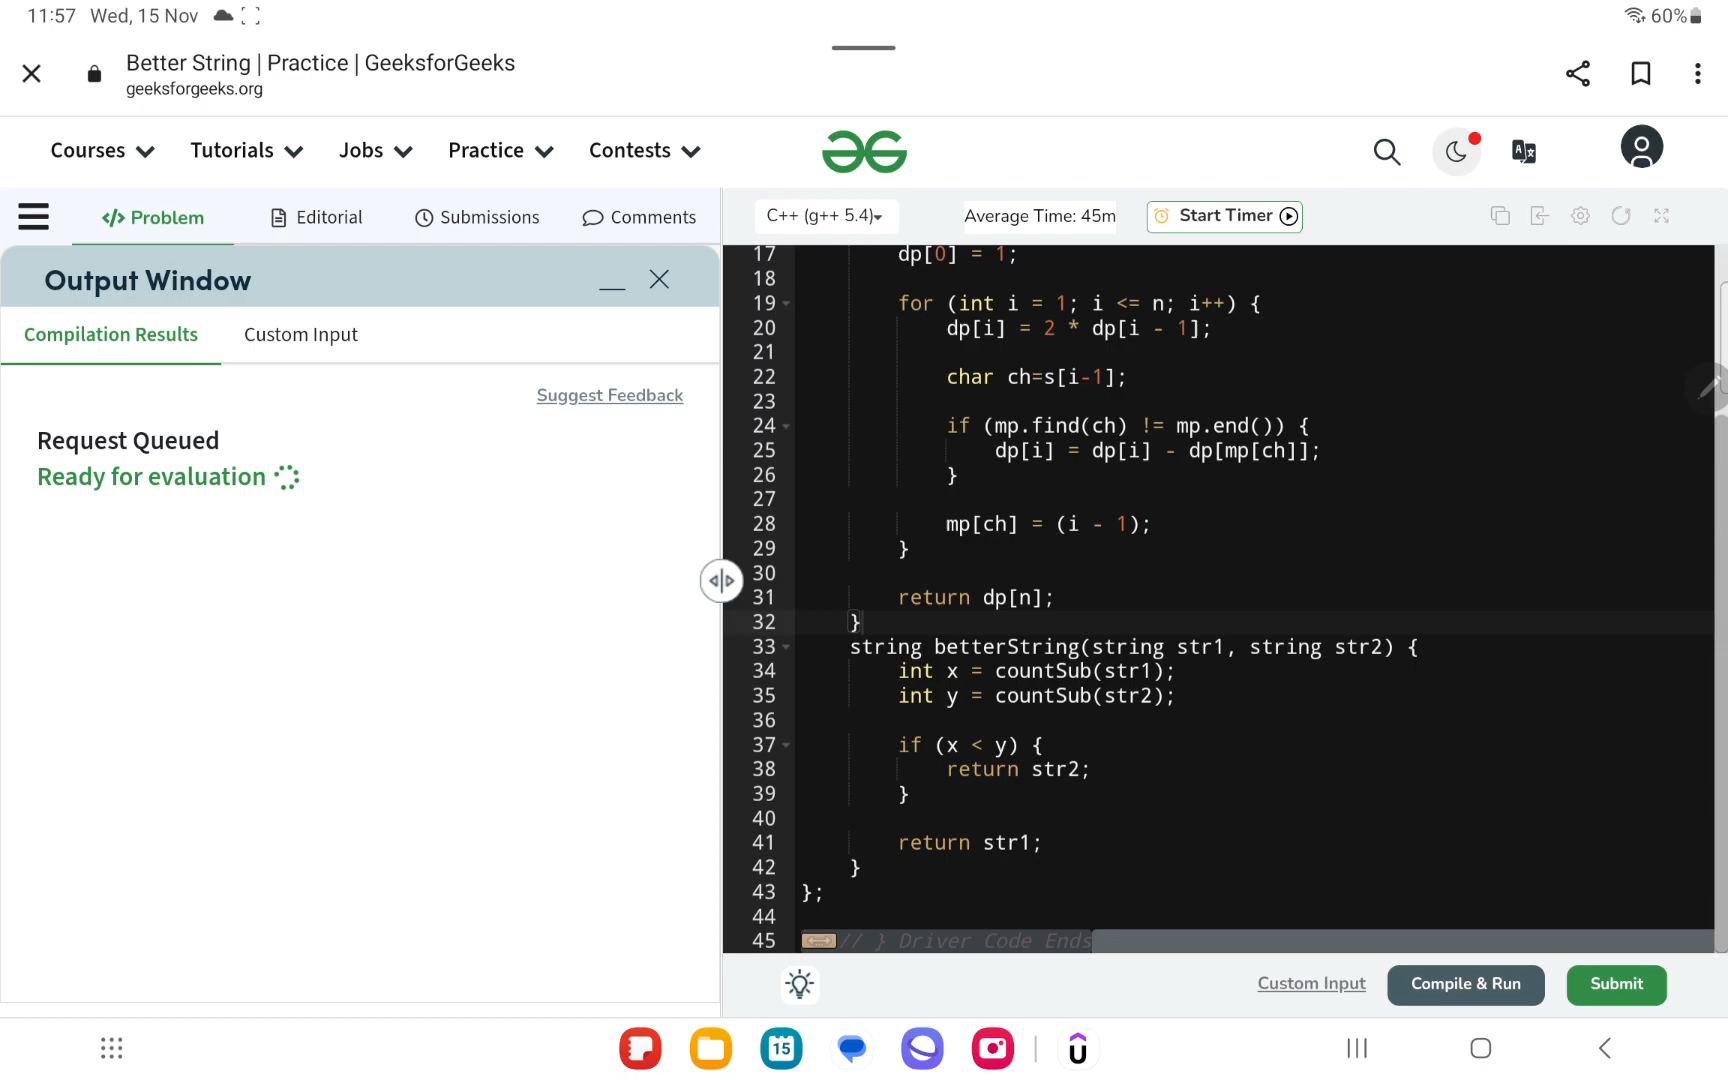 11:57 Wed, 15 Nov
60%
Better String | Practice | GeeksforGeeks
geeksforgeeks.org
Courses Tutorials Jobs Practice Contests
Problem Editorial Submissions Comments
C++ (g++ 5.4) Average Time: 45m Start Timer
Output Window
Compilation Results Custom Input
Suggest Feedback
Request Queued
Ready for evaluation
17 dp[0] = 1;
18
19 for (int i = 1; i <= n; i++) {
20 dp[i] = 2 * dp[i - 1];
21
22 char ch=s[i-1];
23
24 if (mp.find(ch) != mp.end()) {
25 dp[i] = dp[i] - dp[mp[ch]];
26 }
27
28 mp[ch] = (i - 1);
29 }
30
31 return dp[n];
32 }
33 string betterString(string str1, string str2) {
34 int x = countSub(str1);
35 int y = countSub(str2);
36
37 if (x < y) {
38 return str2;
39 }
40
41 return str1;
42 }
43 };
44
45 // } Driver Code Ends
Custom Input Compile & Run Submit
15